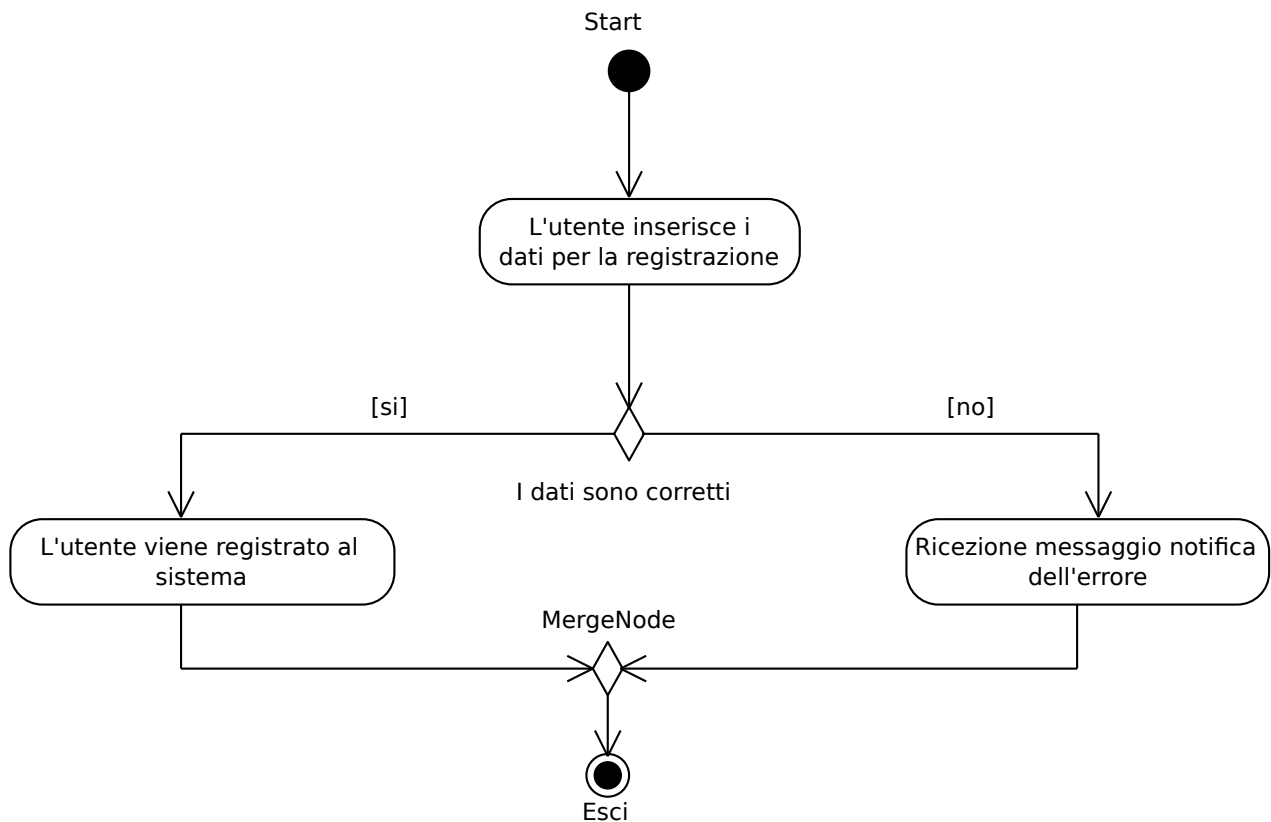 Start
L'utente inserisce i
dati per la registrazione
[si]
[no]
I dati sono corretti
L'utente viene registrato al
sistema
Ricezione messaggio notifica
dell'errore
MergeNode
Esci